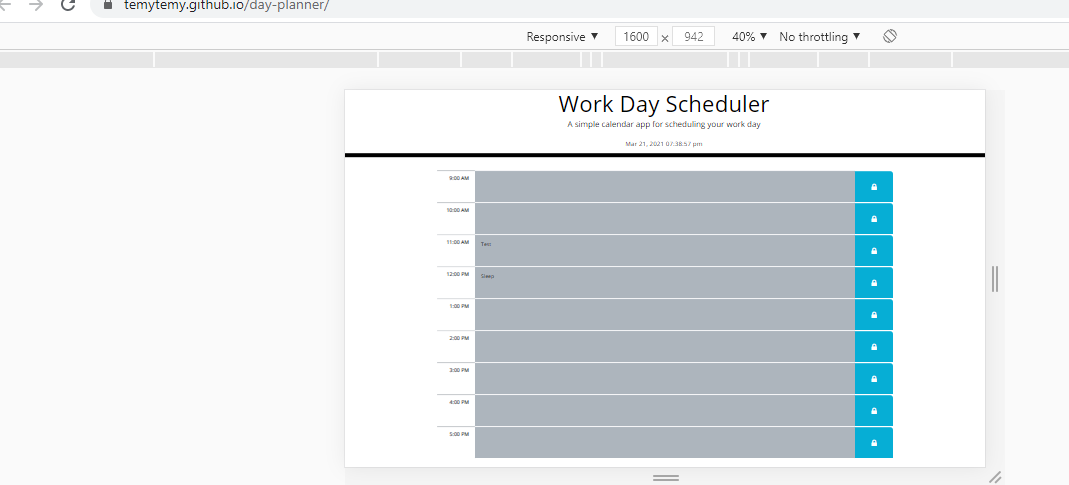 temytemy.github.io/day-planner/
Responsive ▼ 1600 × 942 40% ▼ No throttling ▼
Work Day Scheduler
A simple calendar app for scheduling your work day
Mar 21, 2021 07:38:57 pm
9:00 AM
10:00 AM
11:00 AM Test
12:00 PM Sleep
1:00 PM
2:00 PM
3:00 PM
4:00 PM
5:00 PM